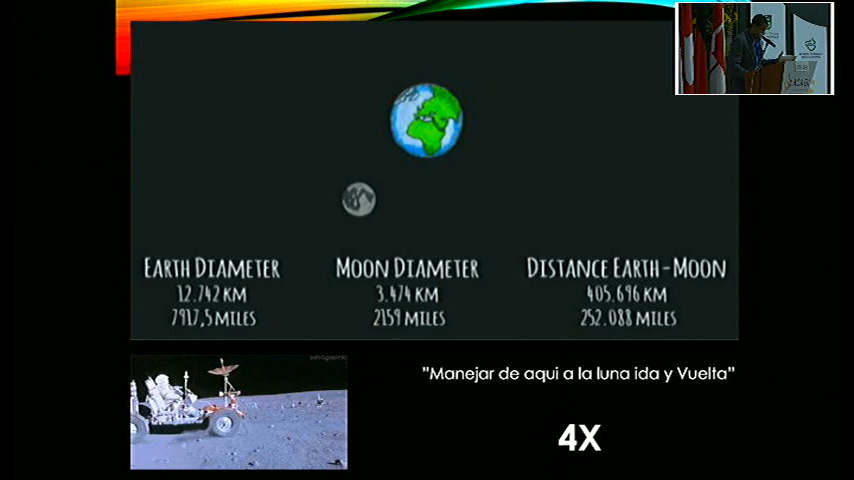 EARTH DIAMETER
12.742 KM
7917,5 MILES
MOON DIAMETER
3.474 KM
2159 MILES
DISTANCE EARTH-MOON
405.696 KM
252.088 MILES
"Manejar de aqui a la luna ida y Vuelta"
4X